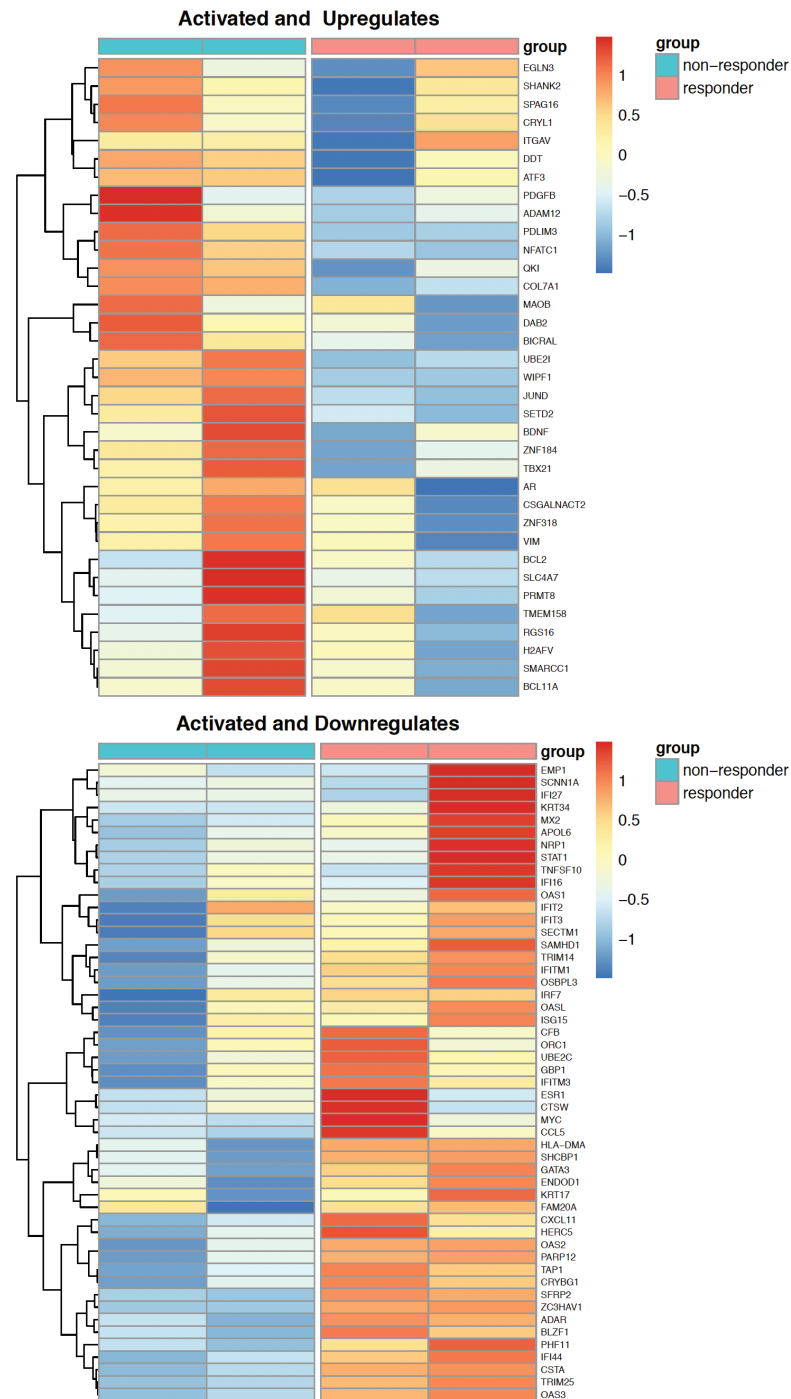 Activated and  Upregulates
group
EGLN3
SHANK2
SPAG16
CRYL1
ITGAV
DDT
ATF3
PDGFB
ADAM12
PDLIM3
NFATC1
QKI
COL7A1
MAOB
DAB2
BICRAL
UBE2I
WIPF1
JUND
SETD2
BDNF
ZNF184
TBX21
AR
CSGALNACT2
ZNF318
VIM
BCL2
SLC4A7
PRMT8
TMEM158
RGS16
H2AFV
SMARCC1
BCL11A
1
0.5
0
−0.5
−1
group
non−responder
responder
Activated and Downregulates
group
EMP1
SCNN1A
IFI27
KRT34
MX2
APOL6
NRP1
STAT1
TNFSF10
IFI16
OAS1
IFIT2
IFIT3
SECTM1
SAMHD1
TRIM14
IFITM1
OSBPL3
IRF7
OASL
ISG15
CFB
ORC1
UBE2C
GBP1
IFITM3
ESR1
CTSW
MYC
CCL5
HLA−DMA
SHCBP1
GATA3
ENDOD1
KRT17
FAM20A
CXCL11
HERC5
OAS2
PARP12
TAP1
CRYBG1
SFRP2
ZC3HAV1
ADAR
BLZF1
PHF11
IFI44
CSTA
TRIM25
OAS3
1
0.5
0
−0.5
−1
group
non−responder
responder